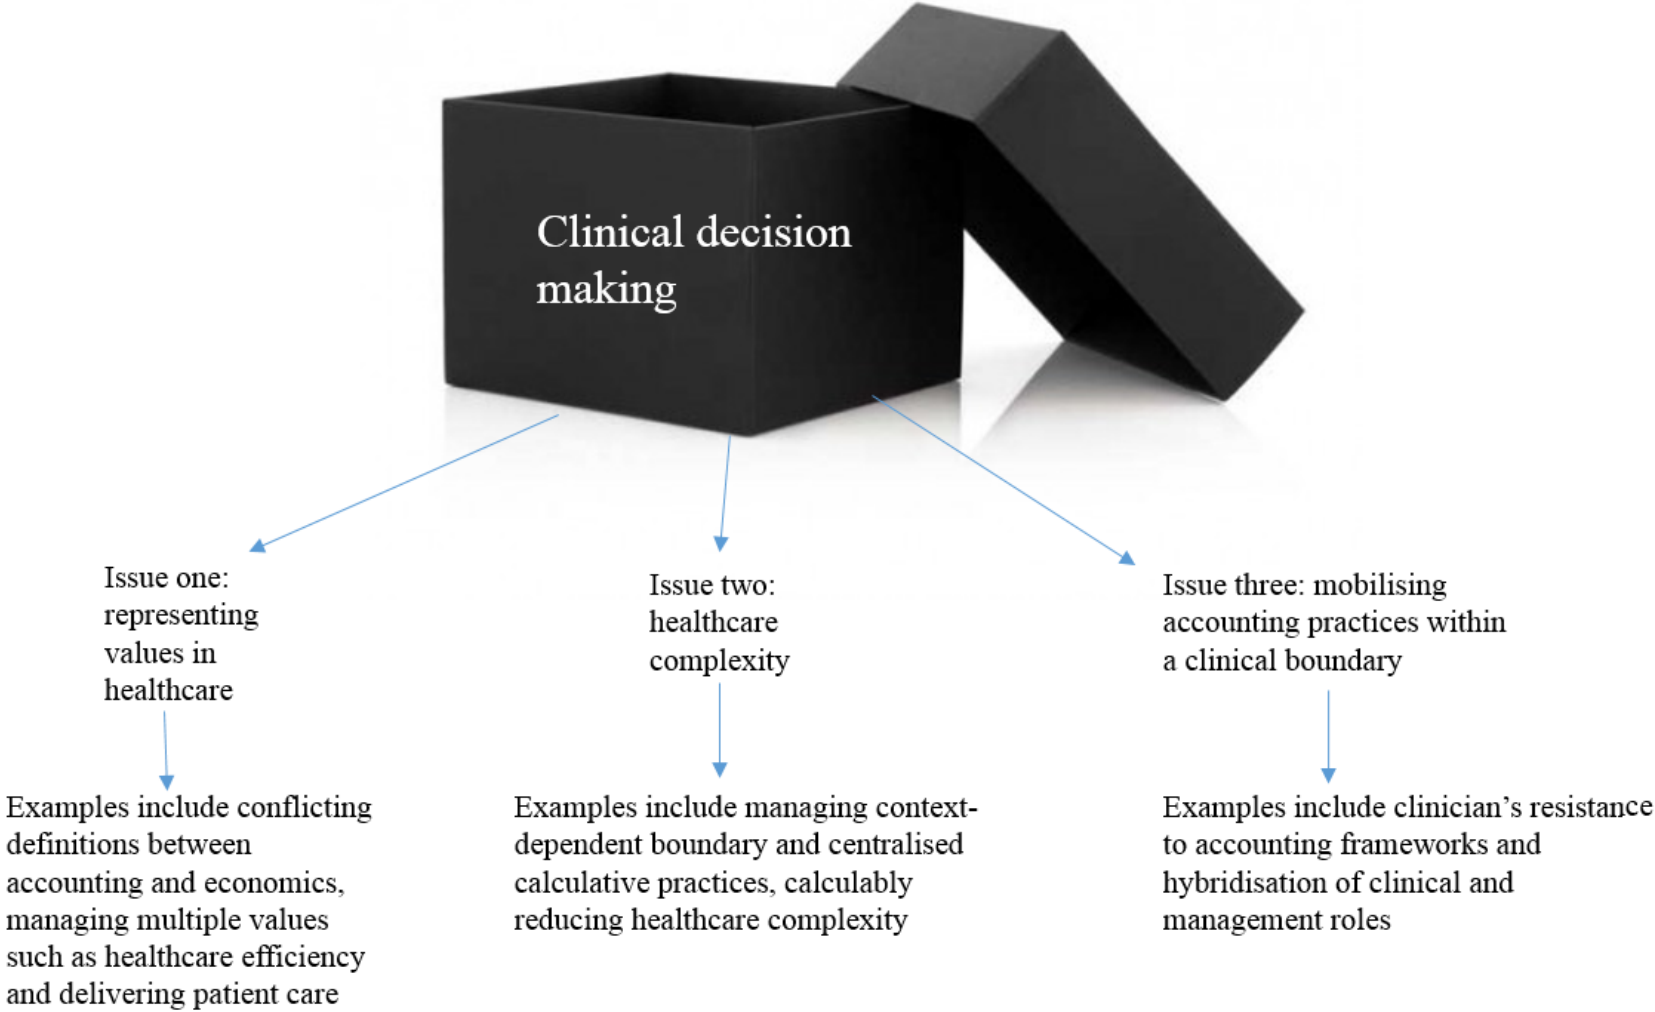 Clinical decision
making
Issue one:
representing
values in
healthcare
Issue two:
healthcare
complexity
Issue three: mobilising
accounting practices within
a clinical boundary
Examples include conflicting
definitions between
accounting and economics,
managing multiple values
such as healthcare efficiency
and delivering patient care
Examples include managing context-
dependent boundary and centralised
calculative practices, calculably
reducing healthcare complexity
Examples include clinician’s resistance
to accounting frameworks and
hybridisation of clinical and
management roles